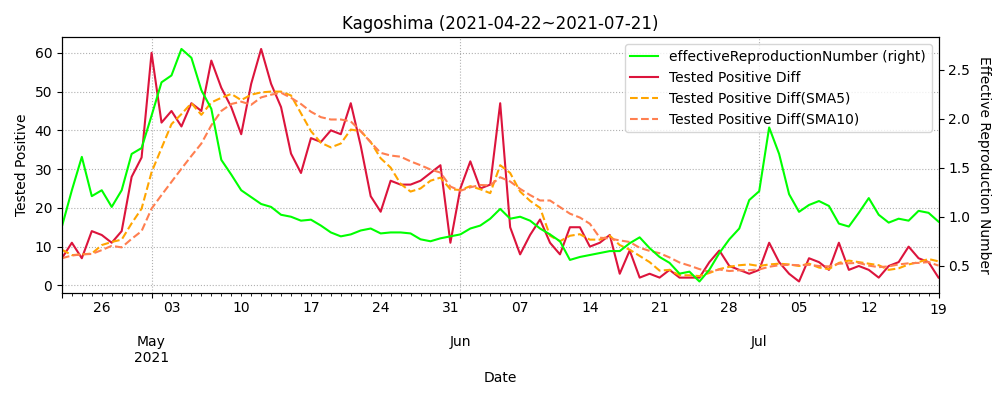 Kagoshima (2021-04-22~2021-07-21)
effectiveReproductionNumber (right)
Tested Positive Diff
Tested Positive Diff(SMA5)
Tested Positive Diff(SMA10)
Tested Positive
60
50
40
30
20
10
0
2.5
2.0
1.5
1.0
0.5
Effective Reproduction Number
26 03 10 17 24 31 07 14 21 28 05 12 19
May Jun Jul
2021
Date